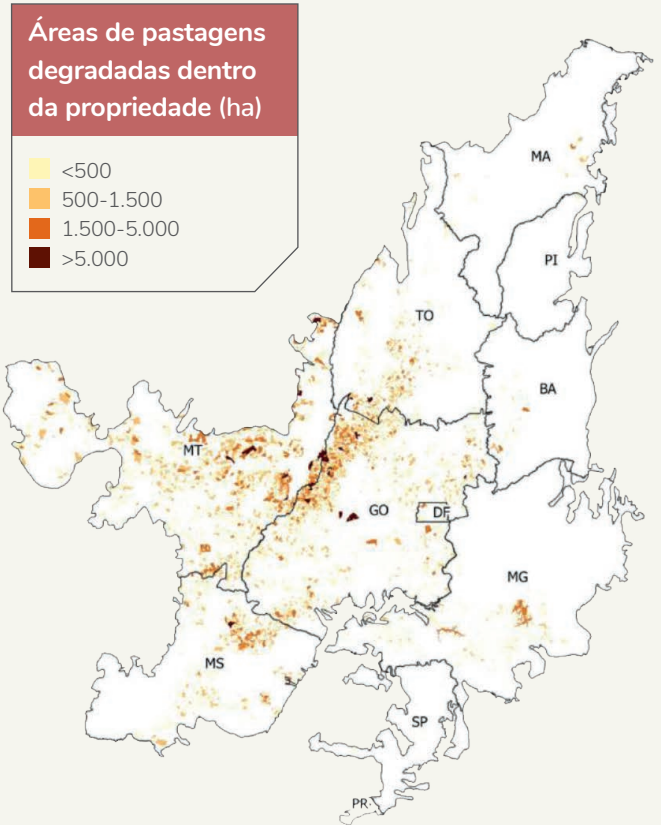 Áreas de pastagens
degradadas dentro
da propriedade (ha)
<500
500-1.500
1.500-5.000
>5.000
MA
PI
TO
BA
MT
GO
DF
MG
MS
SP
PR